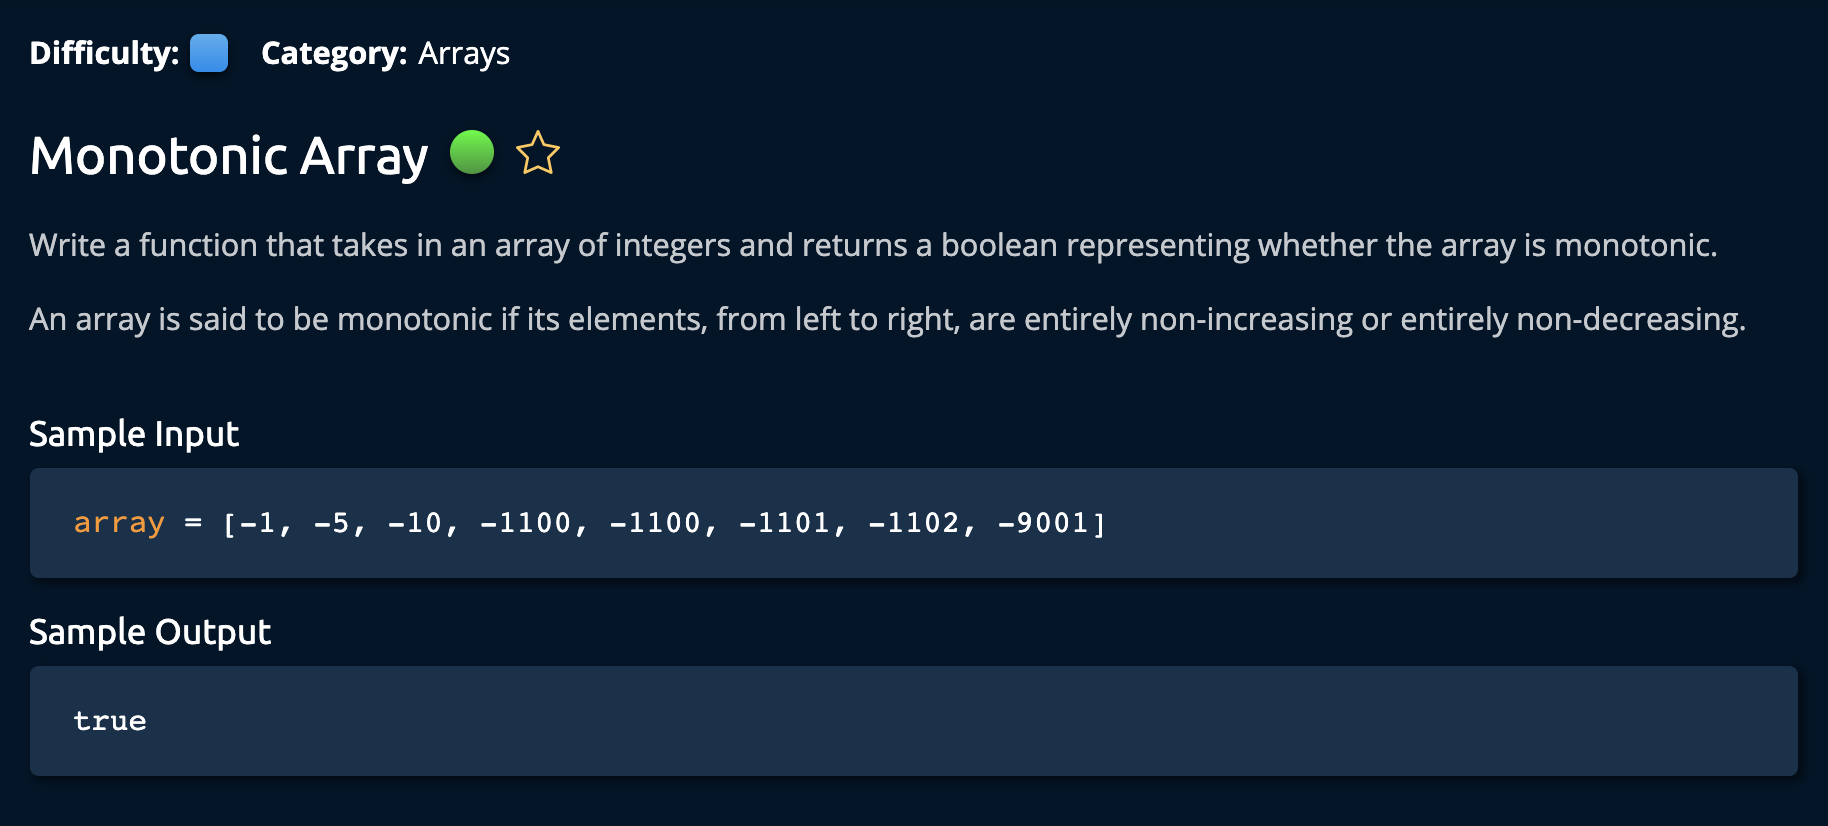 Difficulty: Category: Arrays
Monotonic Array
Write a function that takes in an array of integers and returns a boolean representing whether the array is monotonic.
An array is said to be monotonic if its elements, from left to right, are entirely non-increasing or entirely non-decreasing.
Sample Input
array = [-1, -5, -10, -1100, -1100, -1101, -1102, -9001]
Sample Output
true